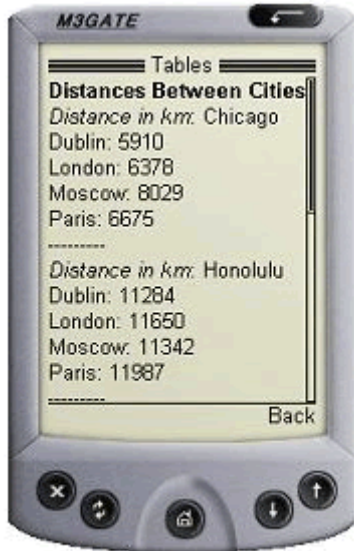 M3GATE
Tables
Distances Between Cities
Distance in km: Chicago
Dublin: 5910
London: 6378
Moscow: 8029
Paris: 6675
---------
Distance in km: Honolulu
Dublin: 11284
London: 11650
Moscow: 11342
Paris: 11987
---------
Back